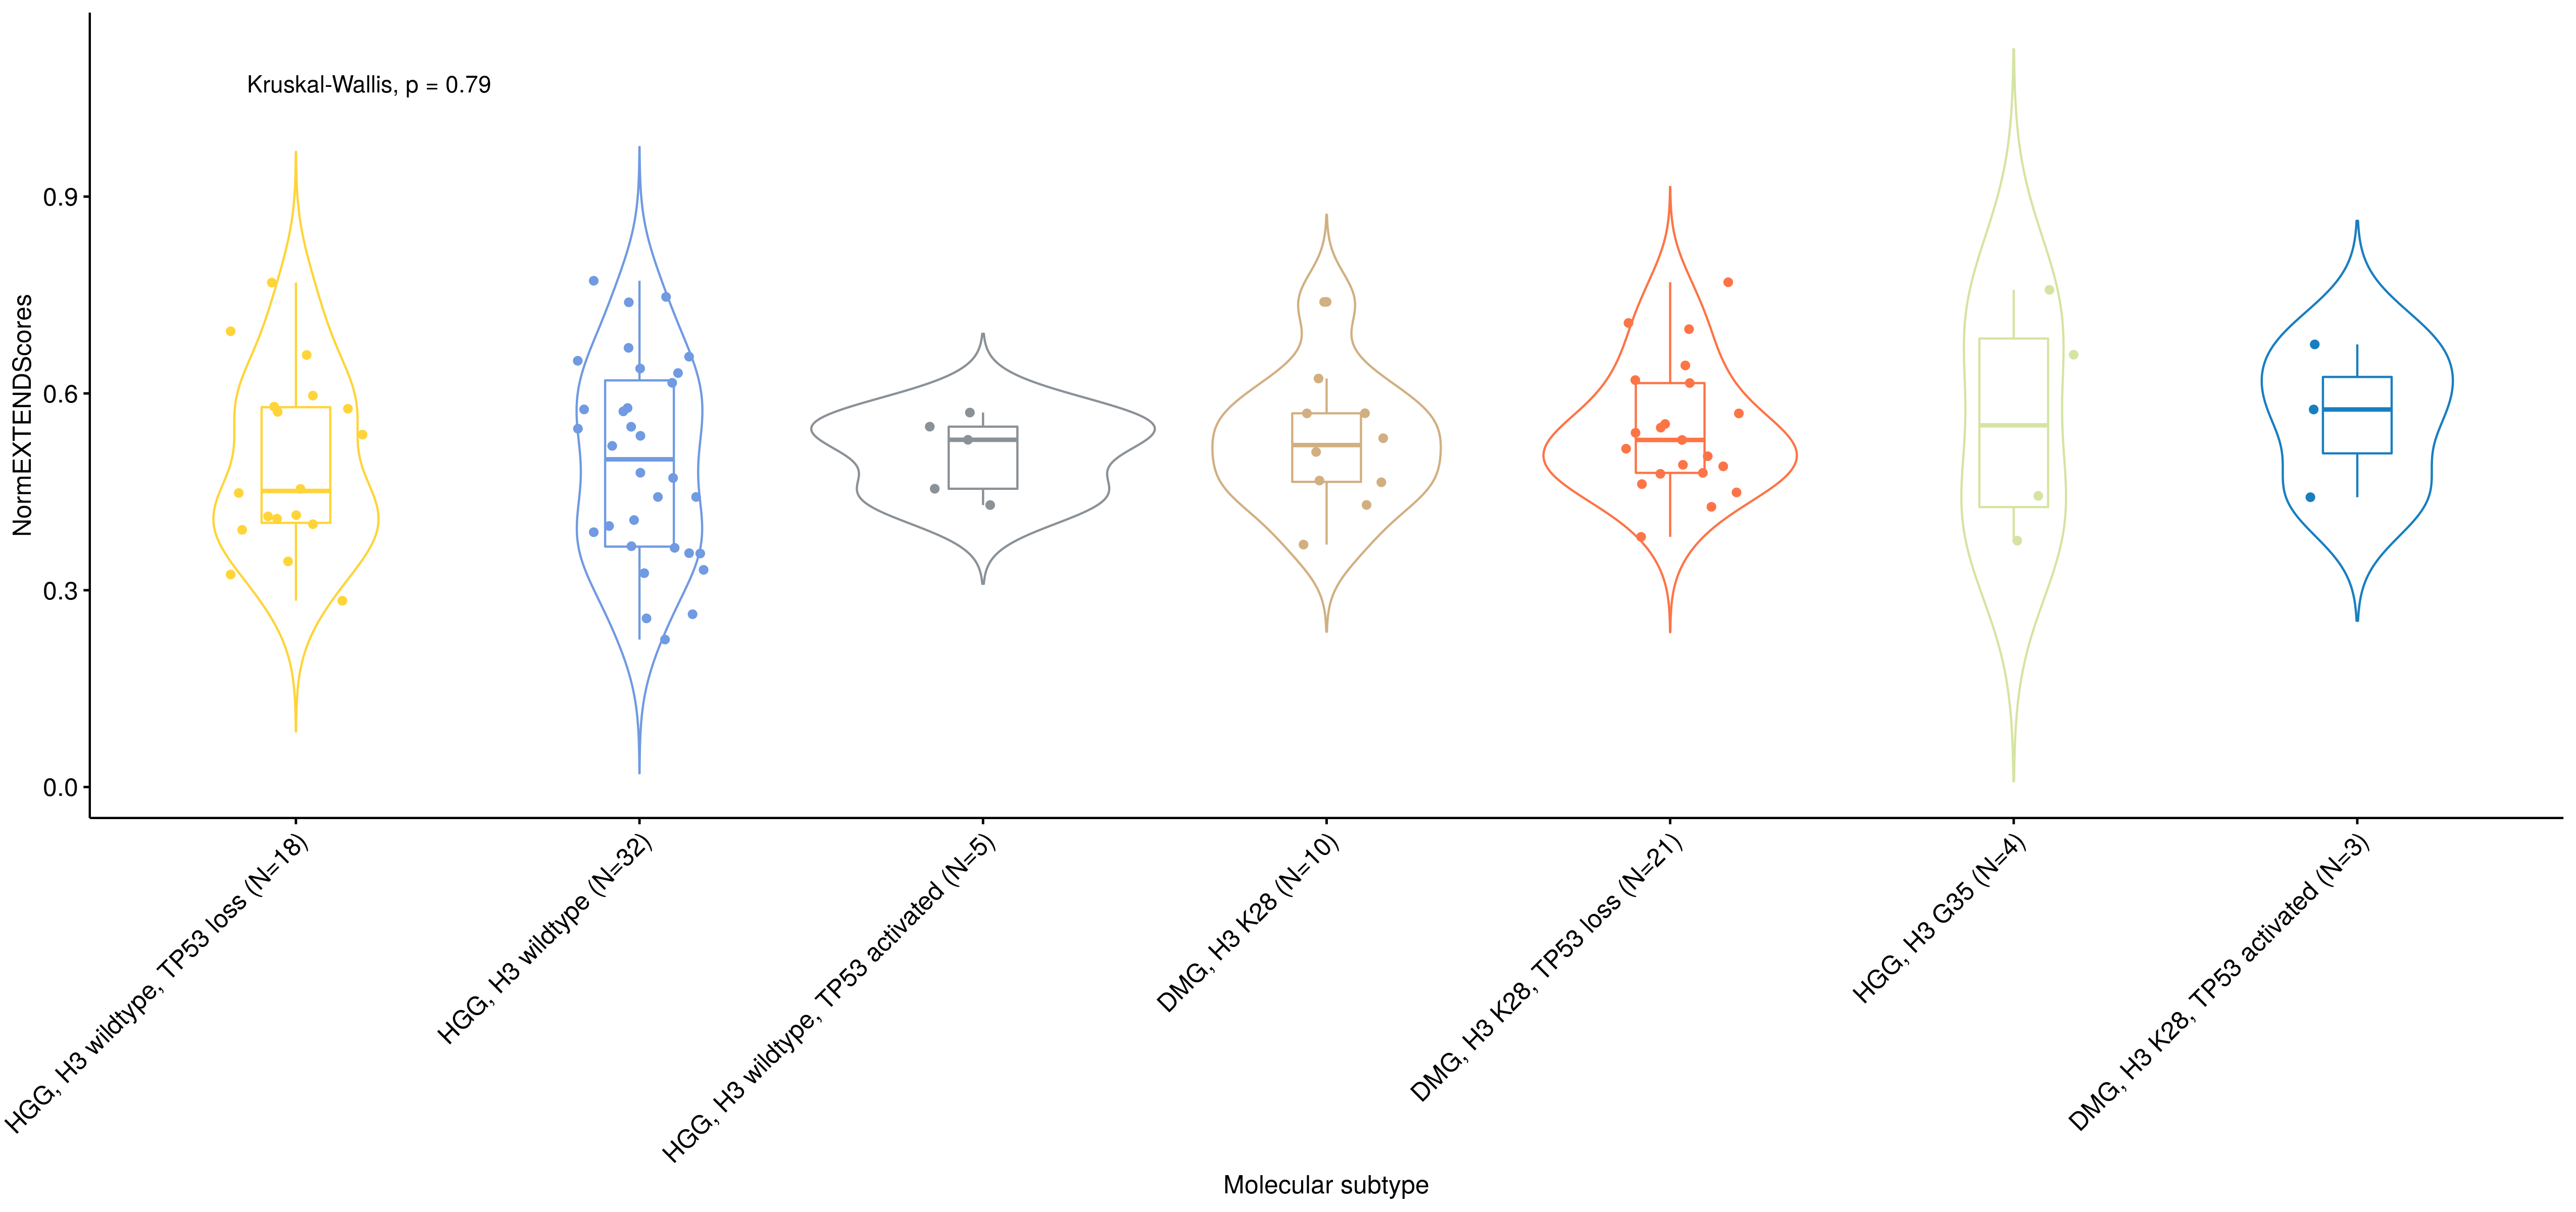 Kruskal-Wallis, p = 0.79
NormEXTENDScores
0.9
0.6
0.3
0.0
HGG, H3 wildtype, TP53 loss (N=18)
HGG, H3 wildtype (N=32)
HGG, H3 wildtype, TP53 activated (N=5)
DMG, H3 K28 (N=10)
DMG, H3 K28, TP53 loss (N=21)
HGG, H3 G35 (N=4)
DMG, H3 K28, TP53 activated (N=3)
Molecular subtype